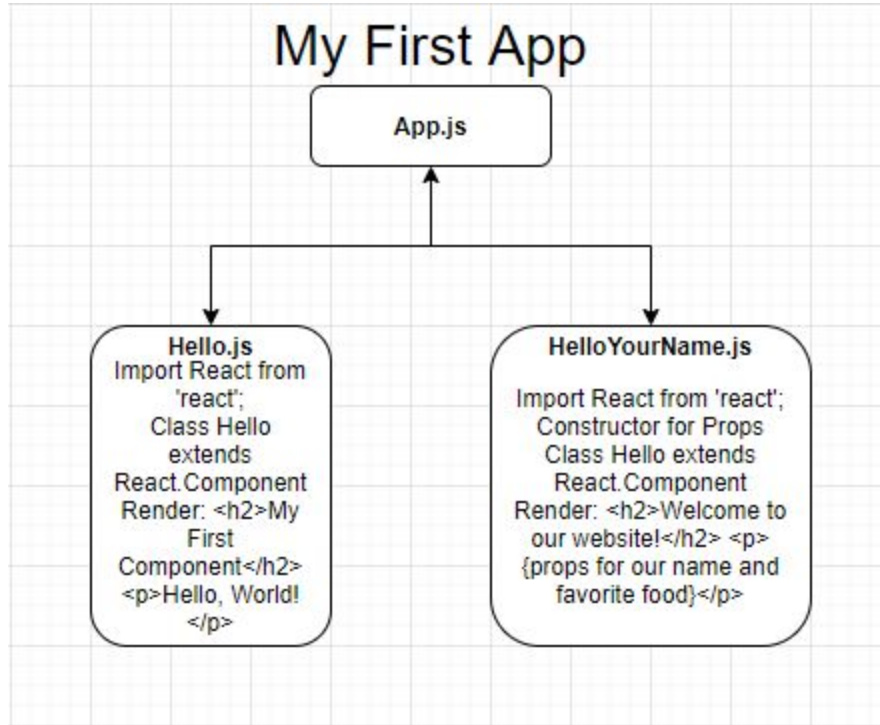 My First App
App.js
Hello.js
Import React from
'react';
Class Hello
extends
React.Component
Render: <h2>My
First
Component</h2>
<p>Hello, World!
</p>
HelloYourName.js
Import React from 'react';
Constructor for Props
Class Hello extends
React.Component
Render: <h2>Welcome to
our website!</h2> <p>
{props for our name and
favorite food}</p>